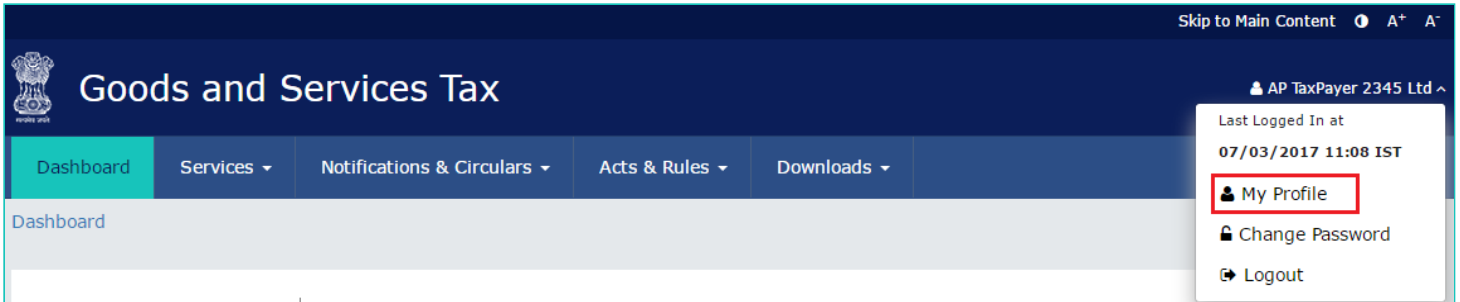 Skip to Main Content A+ A-
Goods and Services Tax
AP TaxPayer 2345 Ltd
Last Logged In at
07/03/2017 11:08 IST
Dashboard Services Notifications & Circulars Acts & Rules Downloads
My Profile
Dashboard
Change Password
Logout